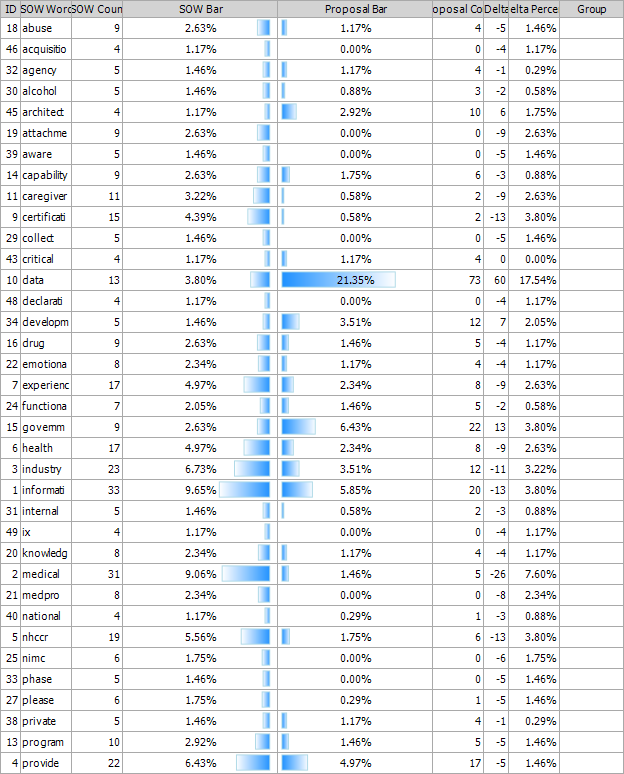 ID SOW Word SOW Coun SOW Bar Proposal Bar oposal Co Delta elta Perce Group
18 abuse 9 2.63% 1.17% 4 -5 1.46%
46 acquisitio 4 1.17% 0.00% 0 -4 1.17%
32 agency 5 1.46% 1.17% 4 -1 0.29%
30 alcohol 5 1.46% 0.88% 3 -2 0.58%
45 architect 4 1.17% 2.92% 10 6 1.75%
19 attachme 9 2.63% 0.00% 0 -9 2.63%
39 aware 5 1.46% 0.00% 0 -5 1.46%
14 capability 9 2.63% 1.75% 6 -3 0.88%
11 caregiver 11 3.22% 0.58% 2 -9 2.63%
9 certificati 15 4.39% 0.58% 2 -13 3.80%
29 collect 5 1.46% 0.00% 0 -5 1.46%
43 critical 4 1.17% 1.17% 4 0 0.00%
10 data 13 3.80% 21.35% 73 60 17.54%
48 declarati 4 1.17% 0.00% 0 -4 1.17%
34 developm 5 1.46% 3.51% 12 7 2.05%
16 drug 9 2.63% 1.46% 5 -4 1.17%
22 emotiona 8 2.34% 1.17% 4 -4 1.17%
7 experienc 17 4.97% 2.34% 8 -9 2.63%
24 functiona 7 2.05% 1.46% 5 -2 0.58%
15 governm 9 2.63% 6.43% 22 13 3.80%
6 health 17 4.97% 2.34% 8 -9 2.63%
3 industry 23 6.73% 3.51% 12 -11 3.22%
1 informati 33 9.65% 5.85% 20 -13 3.80%
31 internal 5 1.46% 0.58% 2 -3 0.88%
49 ix 4 1.17% 0.00% 0 -4 1.17%
20 knowledg 8 2.34% 1.17% 4 -4 1.17%
2 medical 31 9.06% 1.46% 5 -26 7.60%
21 medpro 8 2.34% 0.00% 0 -8 2.34%
40 national 4 1.17% 0.29% 1 -3 0.88%
5 nhccr 19 5.56% 1.75% 6 -13 3.80%
25 nimc 6 1.75% 0.00% 0 -6 1.75%
33 phase 5 1.46% 0.00% 0 -5 1.46%
27 please 6 1.75% 0.29% 1 -5 1.46%
38 private 5 1.46% 1.17% 4 -1 0.29%
13 program 10 2.92% 1.46% 5 -5 1.46%
4 provide 22 6.43% 4.97% 17 -5 1.46%